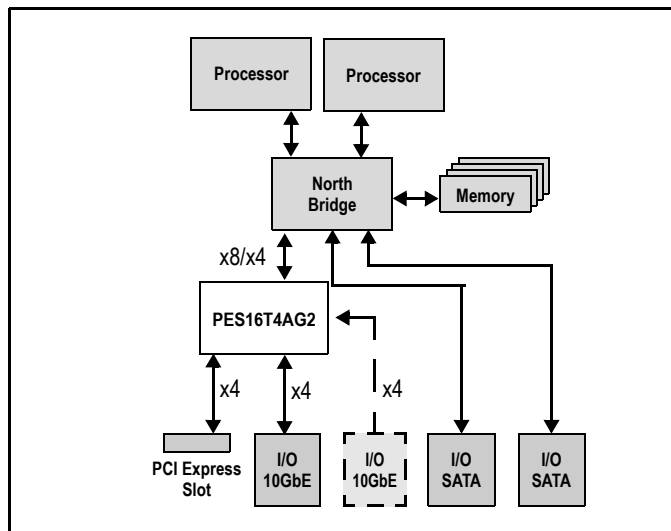 Processor
Processor
North
Bridge
Memory
x8/x4
PES16T4AG2
x4
x4
x4
PCI Express
Slot
I/O
10GbE
I/O
10GbE
I/O
SATA
I/O
SATA